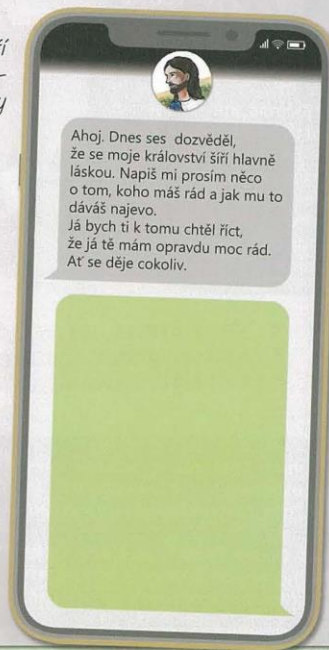 Ahoj. Dnes ses dozvěděl,
že se moje království šíří hlavně
láskou. Napiš mi prosím něco
o tom, koho máš rád a jak mu to
dáváš najevo.
Já bych ti k tomu chtěl říct,
že já tě mám opravdu moc rád.
Ať se děje cokoliv.